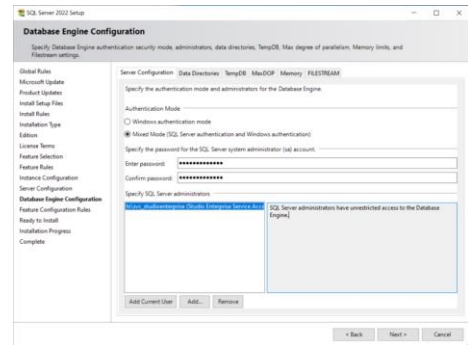 SQL Server 2022 Setup
Database Engine Configuration
Specify Database Engine authentication security mode, administrators, data directories, TempDB, Max degree of parallelism, Memory limits, and
Filestream settings.
Global Rules
Microsoft Update
Product Updates
Install Setup Files
Install Rules
Installation Type
Edition
License Terms
Feature Selection
Feature Rules
Instance Configuration
Server Configuration
Database Engine Configuration
Feature Configuration Rules
Ready to Install
Installation Progress
Complete
Server Configuration Data Directories TempDB MaxDOP Memory FILESTREAM
Specify the authentication mode and administrators for the Database Engine.
Authentication Mode
Windows authentication mode
Mixed Mode (SQL Server authentication and Windows authentication)
Specify the password for the SQL Server system administrator (sa) account.
Enter password:
Confirm password:
Specify SQL Server administrators
(Studio Enterprise Service Acco
SQL Server administrators have unrestricted access to the Database
Engine.
Add Current User Add... Remove
< Back Next > Cancel